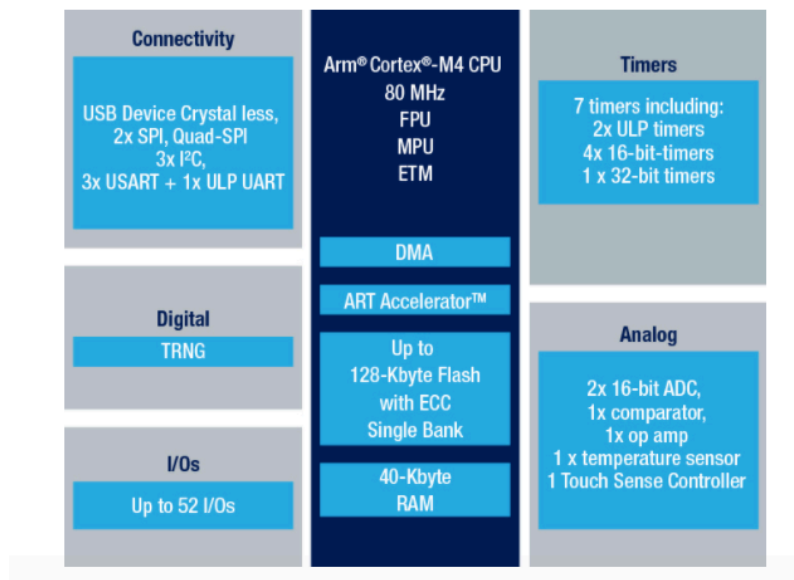 Connectivity
USB Device Crystal less,
2x SPI, Quad-SPI
3x I²C,
3x USART + 1x ULP UART
Digital
TRNG
I/Os
Up to 52 I/Os
Arm® Cortex®-M4 CPU
80 MHz
FPU
MPU
ETM
DMA
ART Accelerator™
Up to
128-Kbyte Flash
with ECC
Single Bank
40-Kbyte
RAM
Timers
7 timers including:
2x ULP timers
4x 16-bit-timers
1 x 32-bit timers
Analog
2x 16-bit ADC,
1x comparator,
1x op amp
1 x temperature sensor
1 Touch Sense Controller